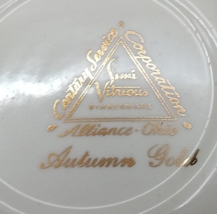 Century Service Corporation
Semi
Vitreous
Alliance - Ohio
Autumn Gold